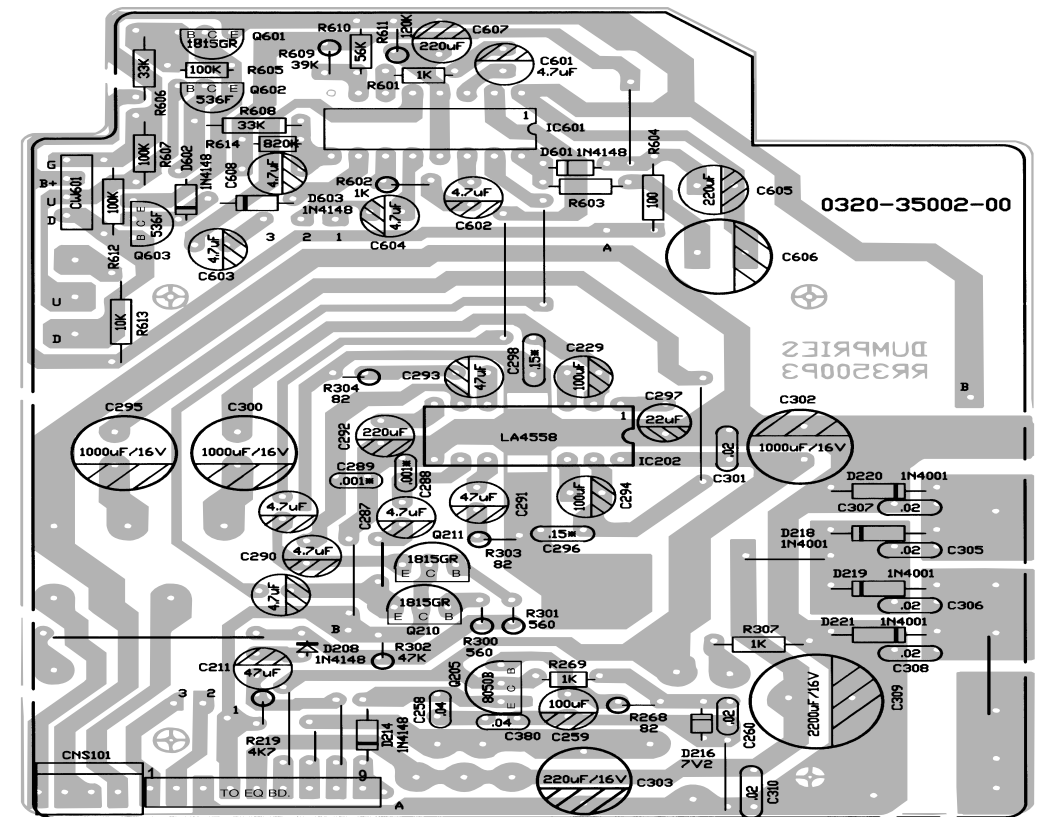 R610
R611
120K
C607
Q601
1815GR
R609
39K
56K
220uF
C601
4.7uF
33K
100K
R605
R601
1K
B C E
Q602
536F
R606
R608
33K
1
IC601
R614
820
R604
D601 1N4148
100K
R607
D602
1N4148
C608
4.7uF
G
B+
U
D
CW601
R602
1K
4.7uF
R603
100
220uF
C605
100K
D603
1N4148
4.7uF
C602
0320-35002-00
B C E
536F
Q603
3 2 1
C604
A
R612
4.7uF
C603
C606
U
10K
R613
D
DUMPRIES
RR3500P3
C298
.15*
C229
100uF
C293
47uF
R304
82
B
C297
22uF
C302
1000uF/16V
C295
1000uF/16V
C300
1000uF/16V
C292
220uF
1
LA4558
IC202
.02
C301
C289
.001*
.001*
C288
D220 1N4001
C307
.02
4.7uF
C287
4.7uF
47uF
C291
100uF
C294
Q211
.15*
C296
D218
1N4001
.02
C305
C290
4.7uF
1815GR
E C B
R303
82
D219 1N4001
.02
C306
4.7uF
1815GR
E C B
Q210
R301
560
R300
560
D221 1N4001
.02
C308
B
D208
1N4148
R302
47K
R307
1K
C211
47uF
Q205
8050B
R269
1K
2200uF/16V
C309
3 2
1
C258
.04
100uF
R268
82
.02
C260
R219
4K7
D214
1N4148
.04
C380
C259
D216
7V2
CNS101
1
9
TO EQ BD.
A
220uF/16V
C303
.02
C310